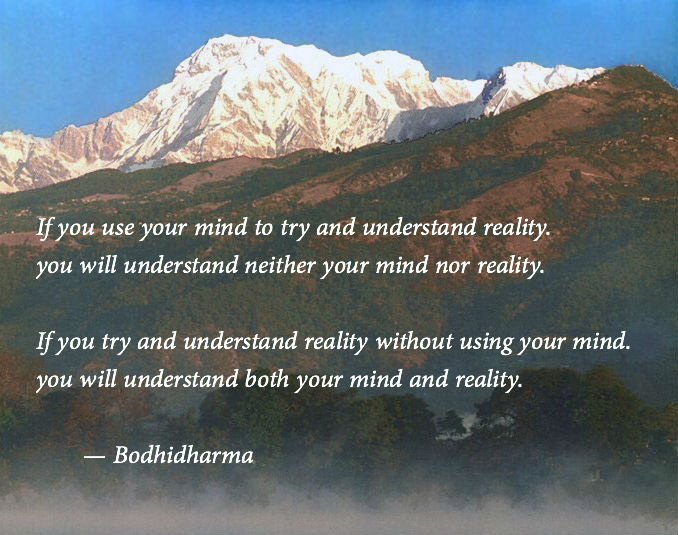 If you use your mind to try and understand reality.
you will understand neither your mind nor reality.
If you try and understand reality without using your mind.
you will understand both your mind and reality.
— Bodhidharma